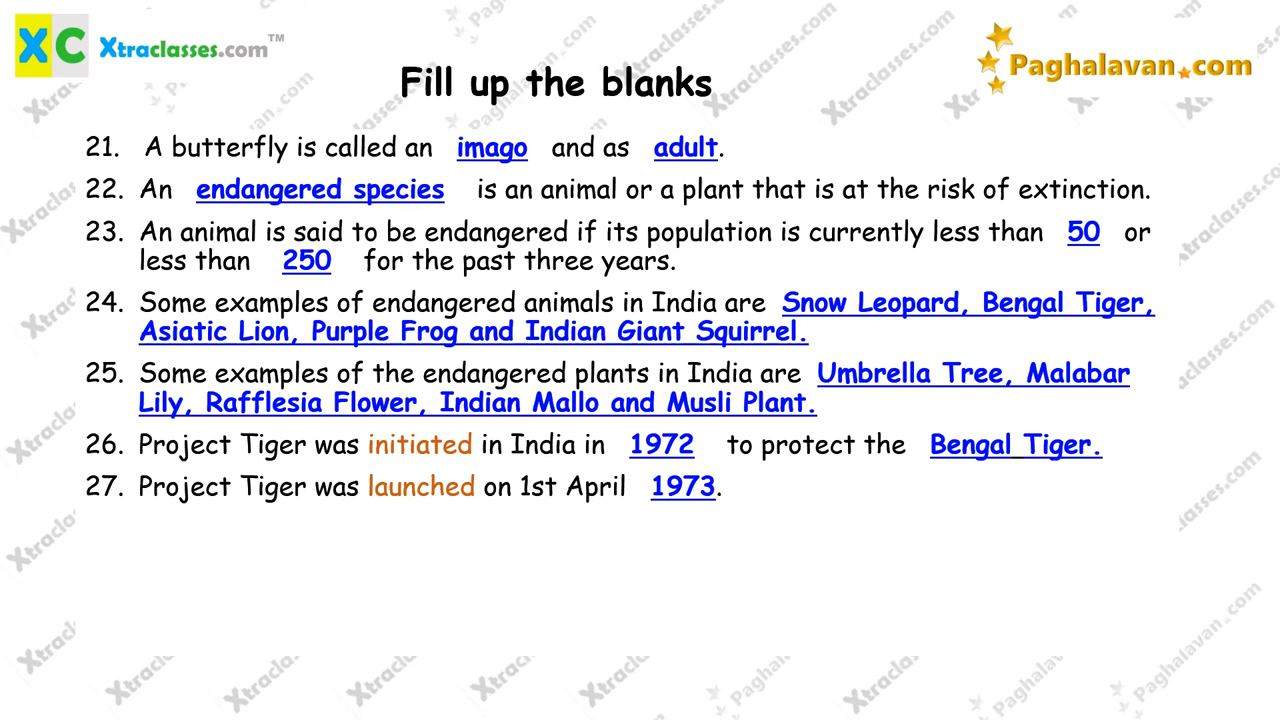 XC Xtraclasses.com™
Paghalavan.com
Fill up the blanks
21. A butterfly is called an imago and as adult.
22. An endangered species is an animal or a plant that is at the risk of extinction.
23. An animal is said to be endangered if its population is currently less than 50 or
less than 250 for the past three years.
24. Some examples of endangered animals in India are Snow Leopard, Bengal Tiger,
Asiatic Lion, Purple Frog and Indian Giant Squirrel.
25. Some examples of the endangered plants in India are Umbrella Tree, Malabar
Lily, Rafflesia Flower, Indian Mallo and Musli Plant.
26. Project Tiger was initiated in India in 1972 to protect the Bengal Tiger.
27. Project Tiger was launched on 1st April 1973.